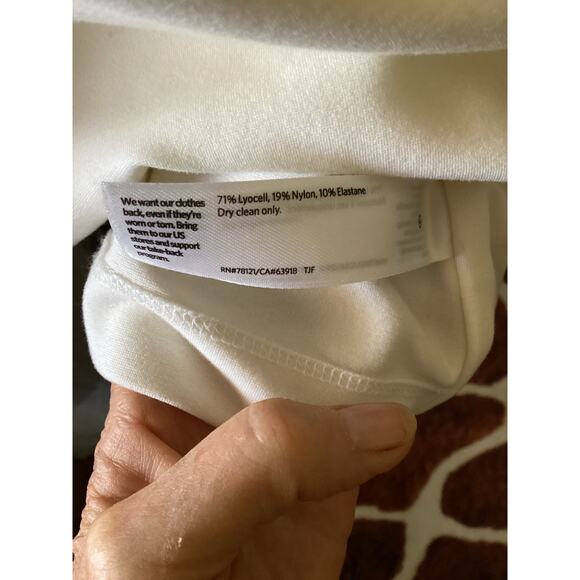 We want our clothes
back, even if they're
worn or torn. Bring
them to our US
stores and support
our take-back
program.
71% Lyocell, 19% Nylon, 10% Elastane
Dry clean only.
RN#78121/CA#63918 TJF